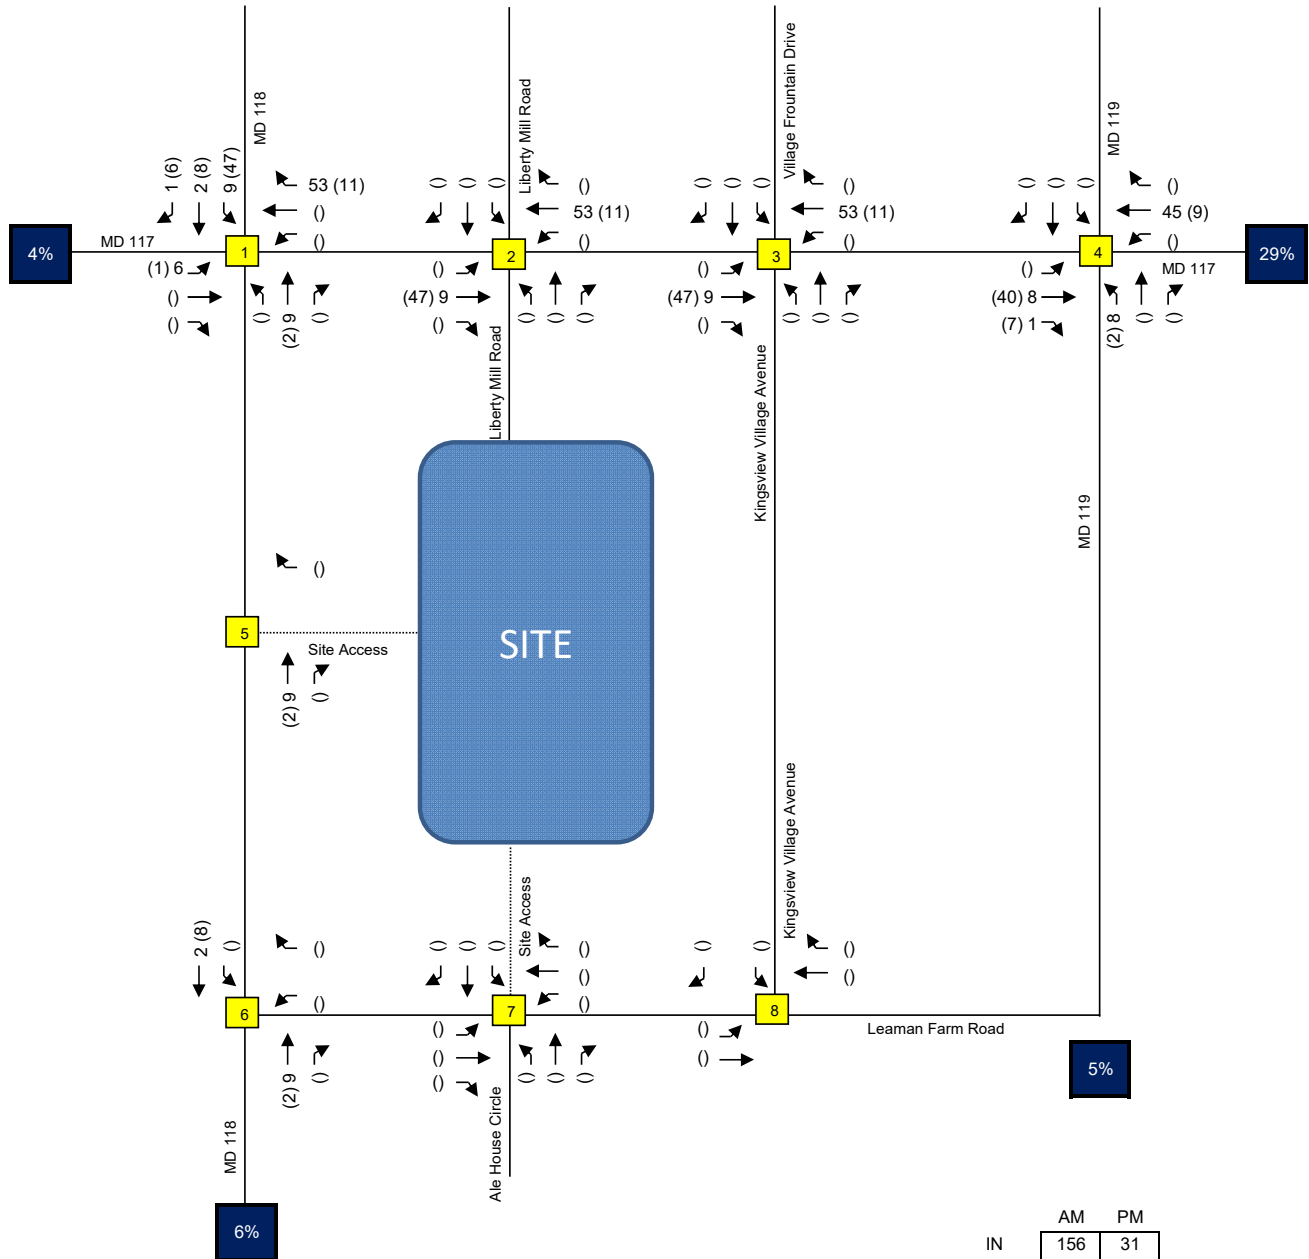 MD 118
Liberty Mill Road
Village Frountain Drive
MD 119
1 (6)
2 (8)
9 (47)
53 (11)
()
()
() () ()
()
53 (11)
()
() () ()
()
53 (11)
()
() () ()
()
45 (9)
()
4%
MD 117
1
2
3
4
MD 117
29%
(1) 6
()
()
()
(2) 9
()
()
(47) 9
()
() () ()
()
(47) 9
()
() () ()
()
(40) 8
(7) 1
(2) 8
()
()
Liberty Mill Road
Kingsview Village Avenue
MD 119
()
5
Site Access
SITE
(2) 9
()
Site Access
Kingsview Village Avenue
2 (8)
()
()
()
() () ()
()
()
()
() ()
()
()
6
7
8
Leaman Farm Road
(2) 9
()
()
()
()
() () ()
()
()
5%
MD 118
Ale House Circle
6%
AM PM
IN 156 31